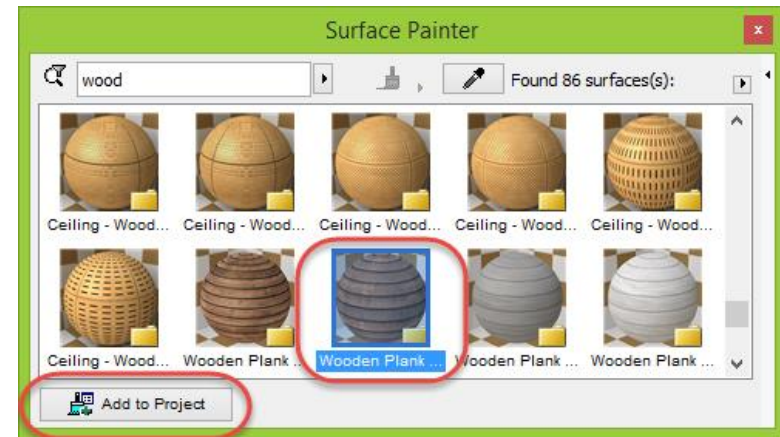 Surface Painter
x
wood
Found 86 surfaces(s):
Ceiling - Wood... Ceiling - Wood... Ceiling - Wood... Ceiling - Wood... Ceiling - Wood...
Ceiling - Wood... Wooden Plank ... Wooden Plank ... Wooden Plank ... Wooden Plank ...
Add to Project